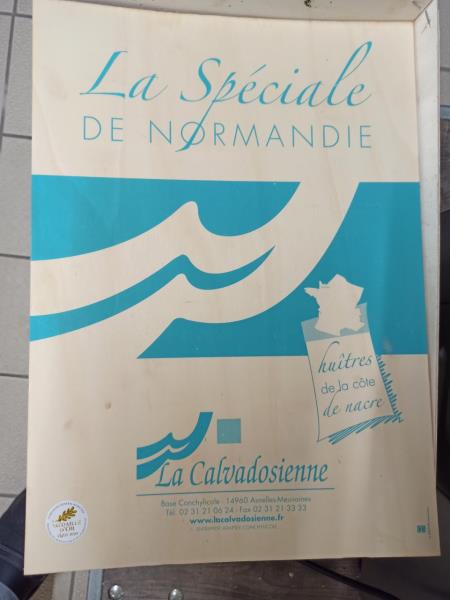 La Spéciale
DE NORMANDIE
huîtres
de la côte
de nacre
La Calvadosienne
Base Conchylicole - 14960 Asnelles-Meuvaines
Tél. 02 31 21 06 24 - Fax 02 31 21 33 33
www.lacalvadosienne.fr
MÉDAILLE
D'OR